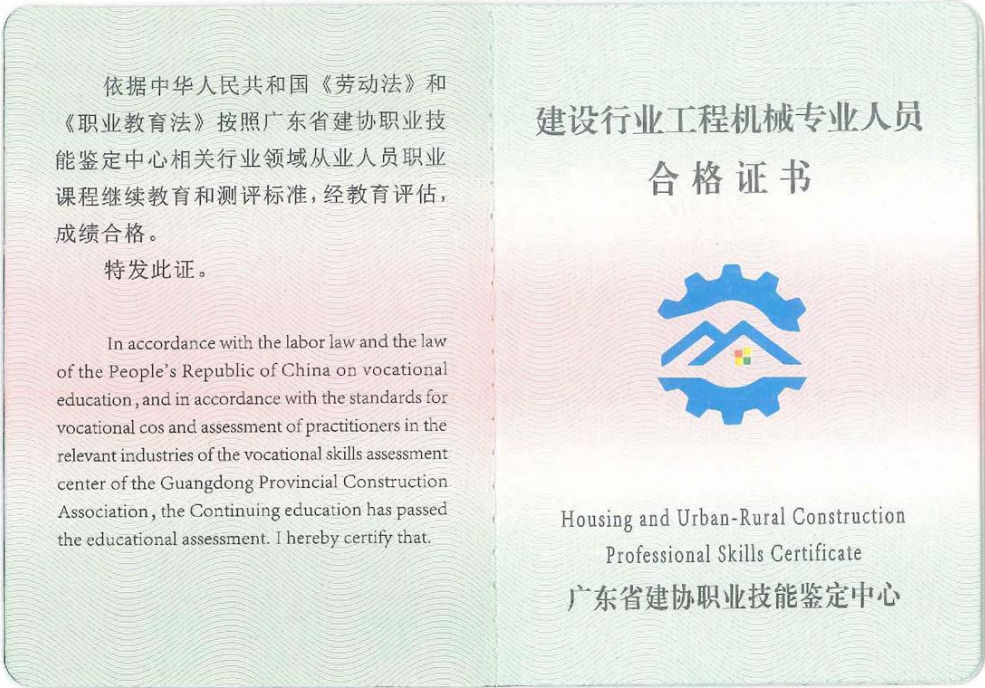 依据中华人民共和国《劳动法》和
《职业教育法》按照广东省建协职业技
能鉴定中心相关行业领域从业人员职业
课程继续教育和测评标准，经教育评估，
成绩合格。
特发此证。
In accordance with the labor law and the law
of the People's Republic of China on vocational
education, and in accordance with the standards for
vocational cos and assessment of practitioners in the
relevant industries of the vocational skills assessment
center of the Guangdong Provincial Construction
Association, the Continuing education has passed
the educational assessment. I hereby certify that.
建设行业工程机械专业人员
合格证书
Housing and Urban-Rural Construction
Professional Skills Certificate
广东省建协职业技能鉴定中心